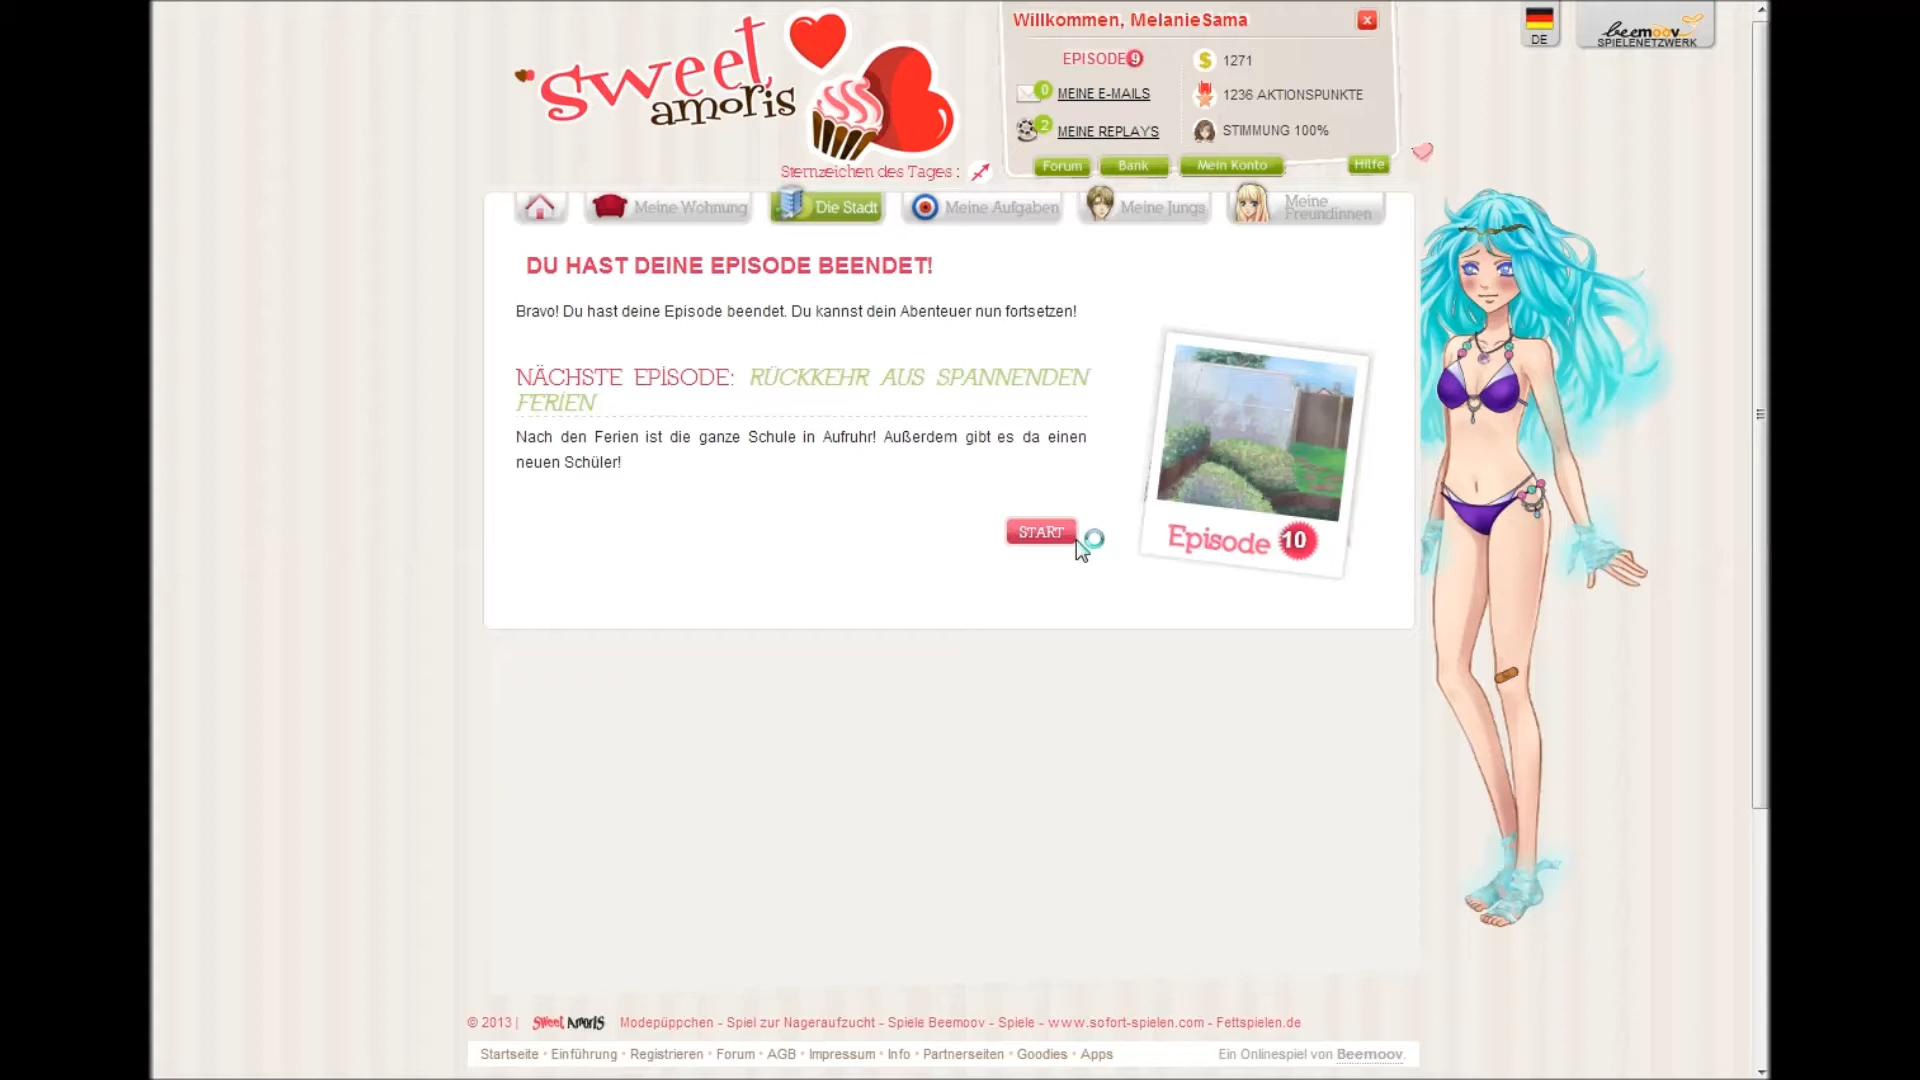 sweet
amoris
Sternzeichen des Tages :
Willkommen, MelanieSama
x
EPISODE 9
1271
0 MEINE E-MAILS
1236 AKTIONSPUNKTE
2 MEINE REPLAYS
STIMMUNG 100%
Forum
Bank
Mein Konto
Hilfe
DE
beemoov
SPIELENETZWERK
Meine Wohnung
Die Stadt
Meine Aufgaben
Meine Jungs
Meine
Freundinnen
DU HAST DEINE EPISODE BEENDET!
Bravo! Du hast deine Episode beendet. Du kannst dein Abenteuer nun fortsetzen!
NÄCHSTE EPISODE: RÜCKKEHR AUS SPANNENDEN
FERIEN
Nach den Ferien ist die ganze Schule in Aufruhr! Außerdem gibt es da einen
neuen Schüler!
START
Episode 10
© 2013 | Sweet Amoris Modepüppchen - Spiel zur Nageraufzucht - Spiele Beemoov - Spiele - www.sofort-spielen.com - Fettspielen.de
Startseite • Einführung • Registrieren • Forum • AGB • Impressum • Info • Partnerseiten • Goodies • Apps
Ein Onlinespiel von Beemoov.